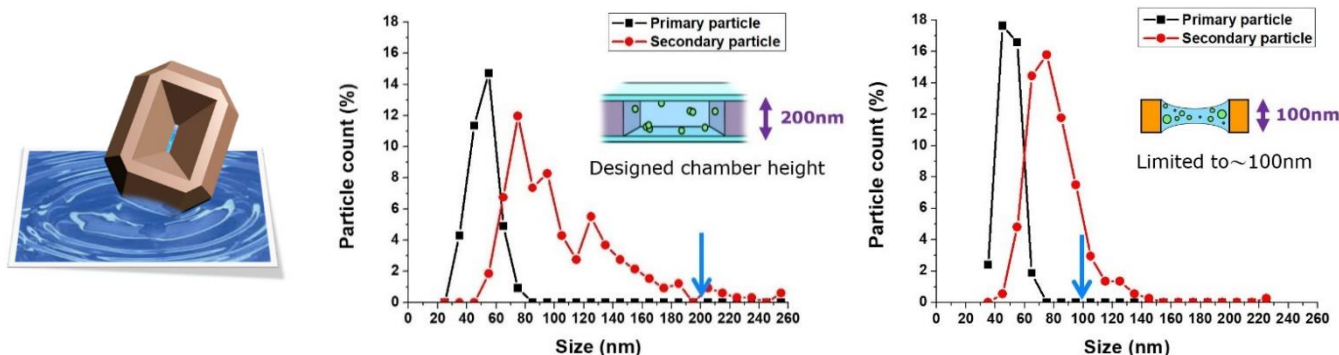 Primary particle
Secondary particle
Particle count (%)
18
16
14
12
10
8
6
4
2
0
200nm
Designed chamber height
0 20 40 60 80 100 120 140 160 180 200 220 240 260
Size (nm)
Primary particle
Secondary particle
Particle count (%)
18
16
14
12
10
8
6
4
2
0
100nm
Limited to~100nm
0 20 40 60 80 100 120 140 160 180 200 220 240 260
Size (nm)